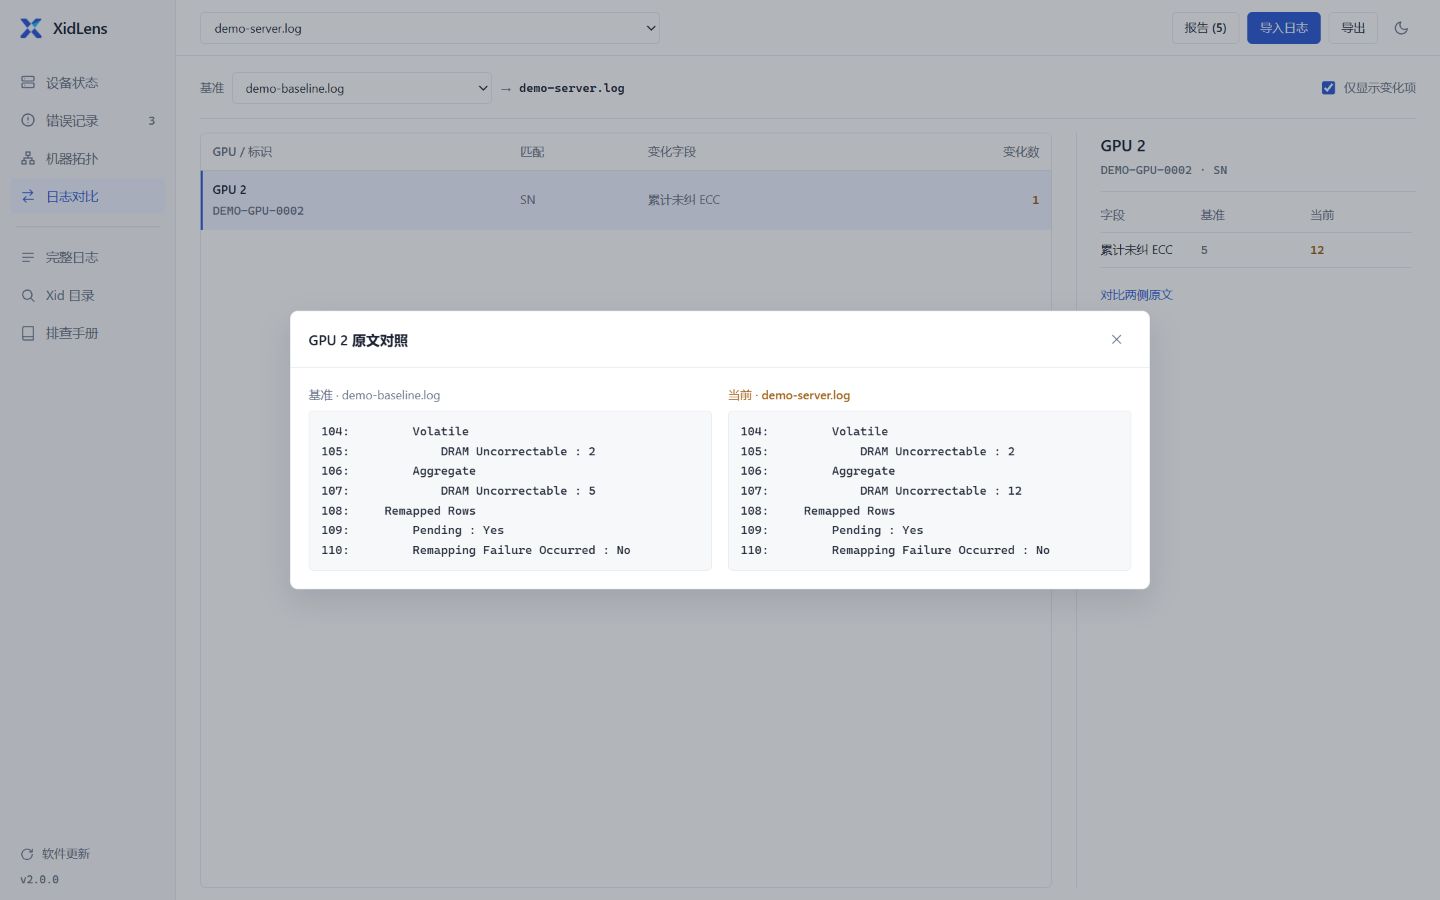 XidLens
demo-server.log
报告 (5)
导入日志
导出
设备状态
错误记录 3
机器拓扑
日志对比
完整日志
Xid 目录
排查手册
软件更新
v2.0.0
基准 demo-baseline.log → demo-server.log
仅显示变化项
GPU / 标识 匹配 变化字段 变化数
GPU 2
DEMO-GPU-0002 SN 累计未纠 ECC 1
GPU 2
DEMO-GPU-0002 · SN
字段 基准 当前
累计未纠 ECC 5 12
对比两侧原文
GPU 2 原文对照
基准 · demo-baseline.log
104: Volatile
105: DRAM Uncorrectable : 2
106: Aggregate
107: DRAM Uncorrectable : 5
108: Remapped Rows
109: Pending : Yes
110: Remapping Failure Occurred : No
当前 · demo-server.log
104: Volatile
105: DRAM Uncorrectable : 2
106: Aggregate
107: DRAM Uncorrectable : 12
108: Remapped Rows
109: Pending : Yes
110: Remapping Failure Occurred : No